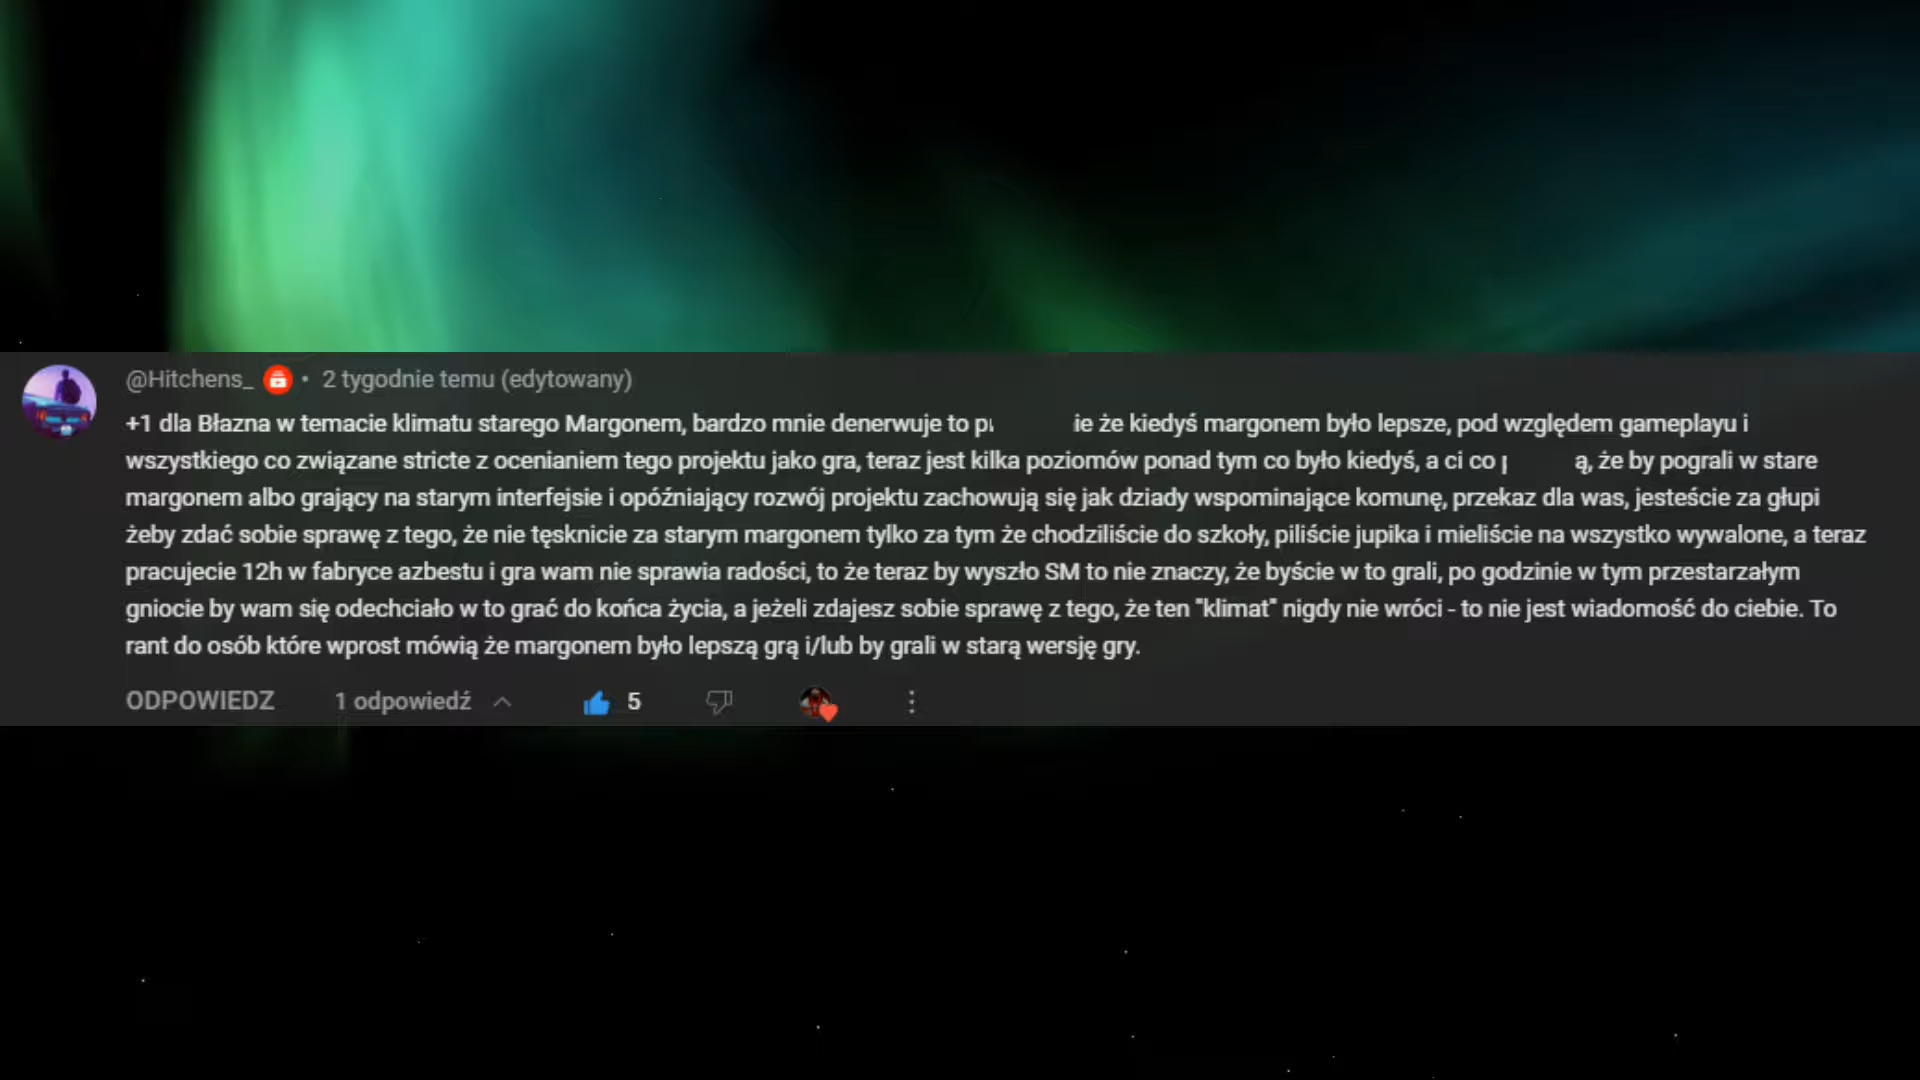 @Hitchens_ • 2 tygodnie temu (edytowany)
+1 dla Błazna w temacie klimatu starego Margonem, bardzo mnie denerwuje to że kiedyś margonem było lepsze, pod względem gameplayu i
wszystkiego co związane stricte z ocenianiem tego projektu jako gra, teraz jest kilka poziomów ponad tym co było kiedyś, a ci co że by pograli w stare
margonem albo grający na starym interfejsie i opóźniający rozwój projektu zachowują się jak dziady wspominające komunę, przekaz dla was, jesteście za głupi
żeby zdać sobie sprawę z tego, że nie tęsknicie za starym margonem tylko za tym że chodziliście do szkoły, piliście jupika i mieliście na wszystko wywalone, a teraz
pracujecie 12h w fabryce azbestu i gra wam nie sprawia radości, to że teraz by wyszło SM to nie znaczy, że byście w to grali, po godzinie w tym przestarzałym
gniocie by wam się odechciało w to grać do końca życia, a jeżeli zdajesz sobie sprawę z tego, że ten "klimat" nigdy nie wróci - to nie jest wiadomość do ciebie. To
rant do osób które wprost mówią że margonem było lepszą grą i/lub by grali w starą wersję gry.
ODPOWIEDZ 1 odpowiedź 5